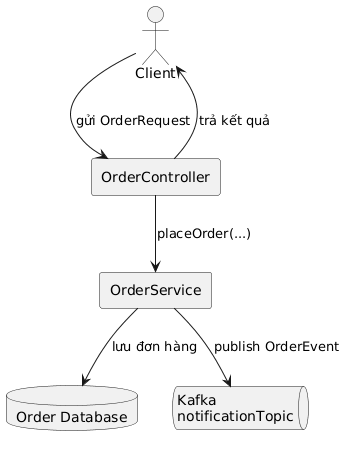 Client
gửi OrderRequest
trả kết quả
OrderController
placeOrder(...)
OrderService
lưu đơn hàng
publish OrderEvent
Order Database
Kafka
notificationTopic